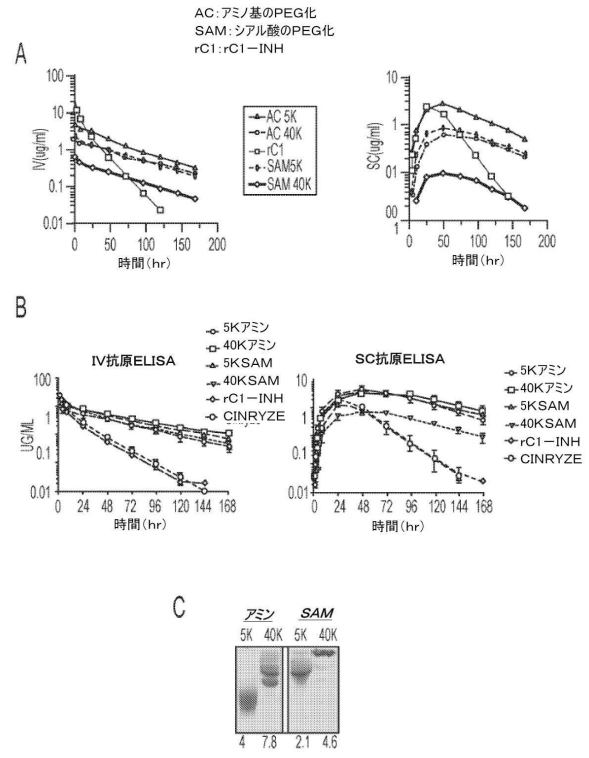 AC:アミノ基のPEG化
SAM:シアル酸のPEG化
rC1:rC1-INH
A
100
10
1
0.1
0.01
IV(ug/ml)
0 50 100 150 200
時間(hr)
AC 5K
AC 40K
rC1
SAM5K
SAM 40K
10
1
0.1
00
1
SC(ug/ml)
0 50 100 150 200
時間(hr)
B
5Kアミン
40Kアミン
5KSAM
40KSAM
rC1-INH
CINRYZE
IV抗原ELISA
100
10
1
0.1
0.01
UG/ML
0 24 48 72 96 120 144 168
時間(hr)
SC抗原ELISA
10
1
0.1
0.01
0 24 48 72 96 120 144 168
時間(hr)
5Kアミン
40Kアミン
5KSAM
40KSAM
rC1-INH
CINRYZE
C
アミン SAM
5K 40K 5K 40K
4 7.8 2.1 4.6